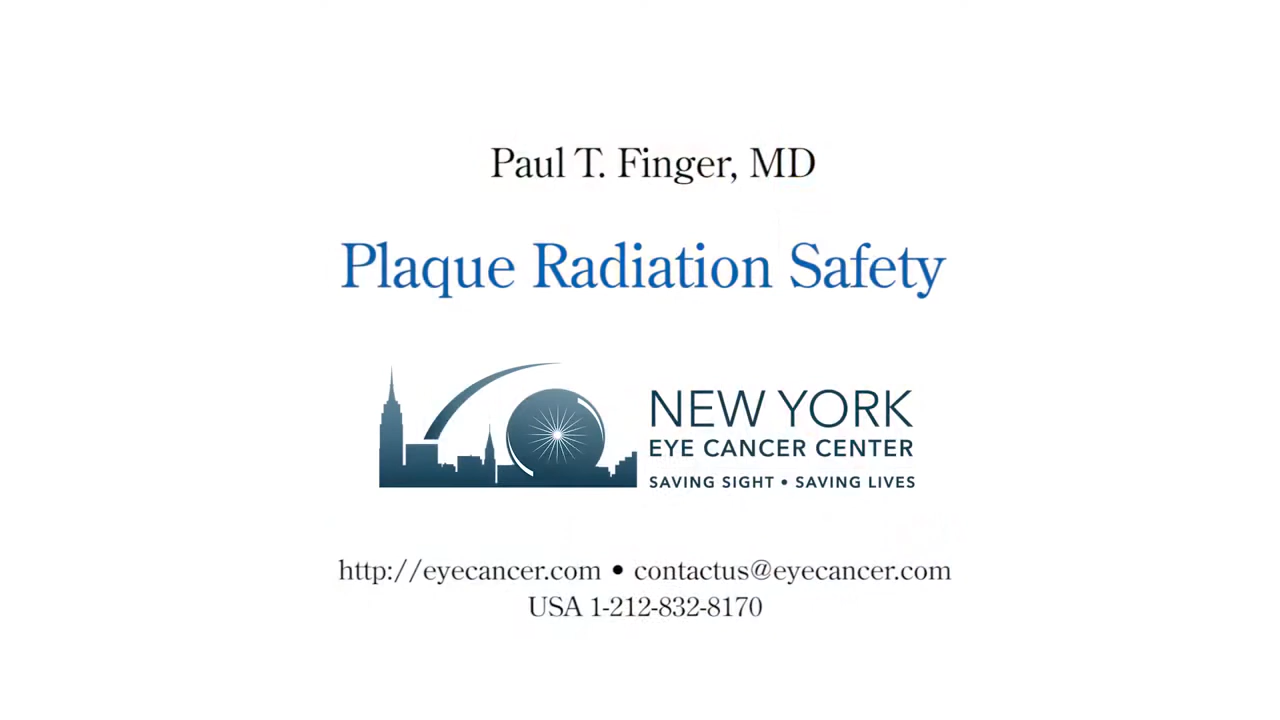 Paul T. Finger, MD
Plaque Radiation Safety
NEW YORK
EYE CANCER CENTER
SAVING SIGHT • SAVING LIVES
http://eyecancer.com • contactus@eyecancer.com
USA 1-212-832-8170